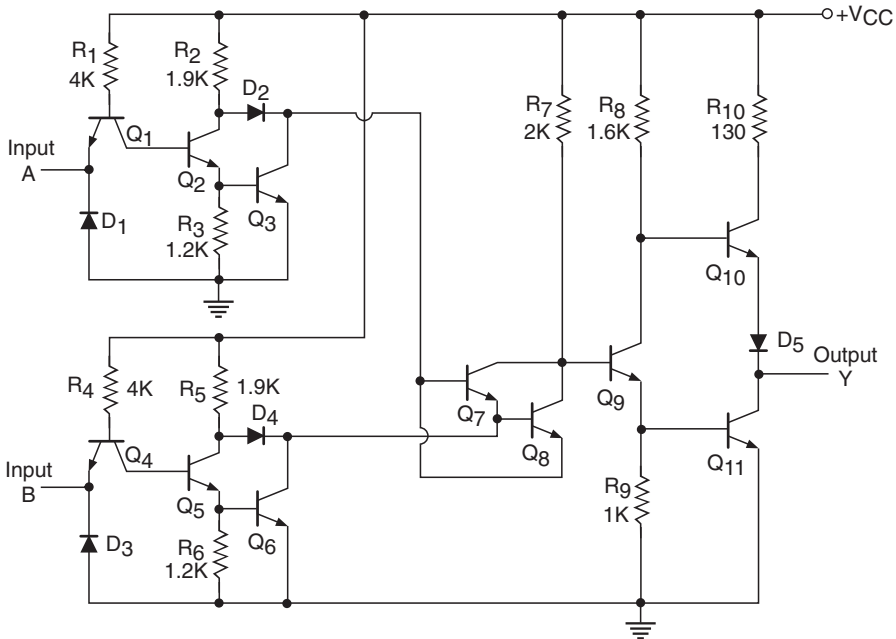 +VCC
R1
4K
R2
1.9K
D2
R7
2K
R8
1.6K
R10
130
Input
A
Q1
Q2
D1
R3
1.2K
Q3
Q10
R4
4K
R5
1.9K
D4
D5
Output
Y
Q7
Q8
Q9
Q11
Input
B
Q4
Q5
D3
R6
1.2K
Q6
R9
1K